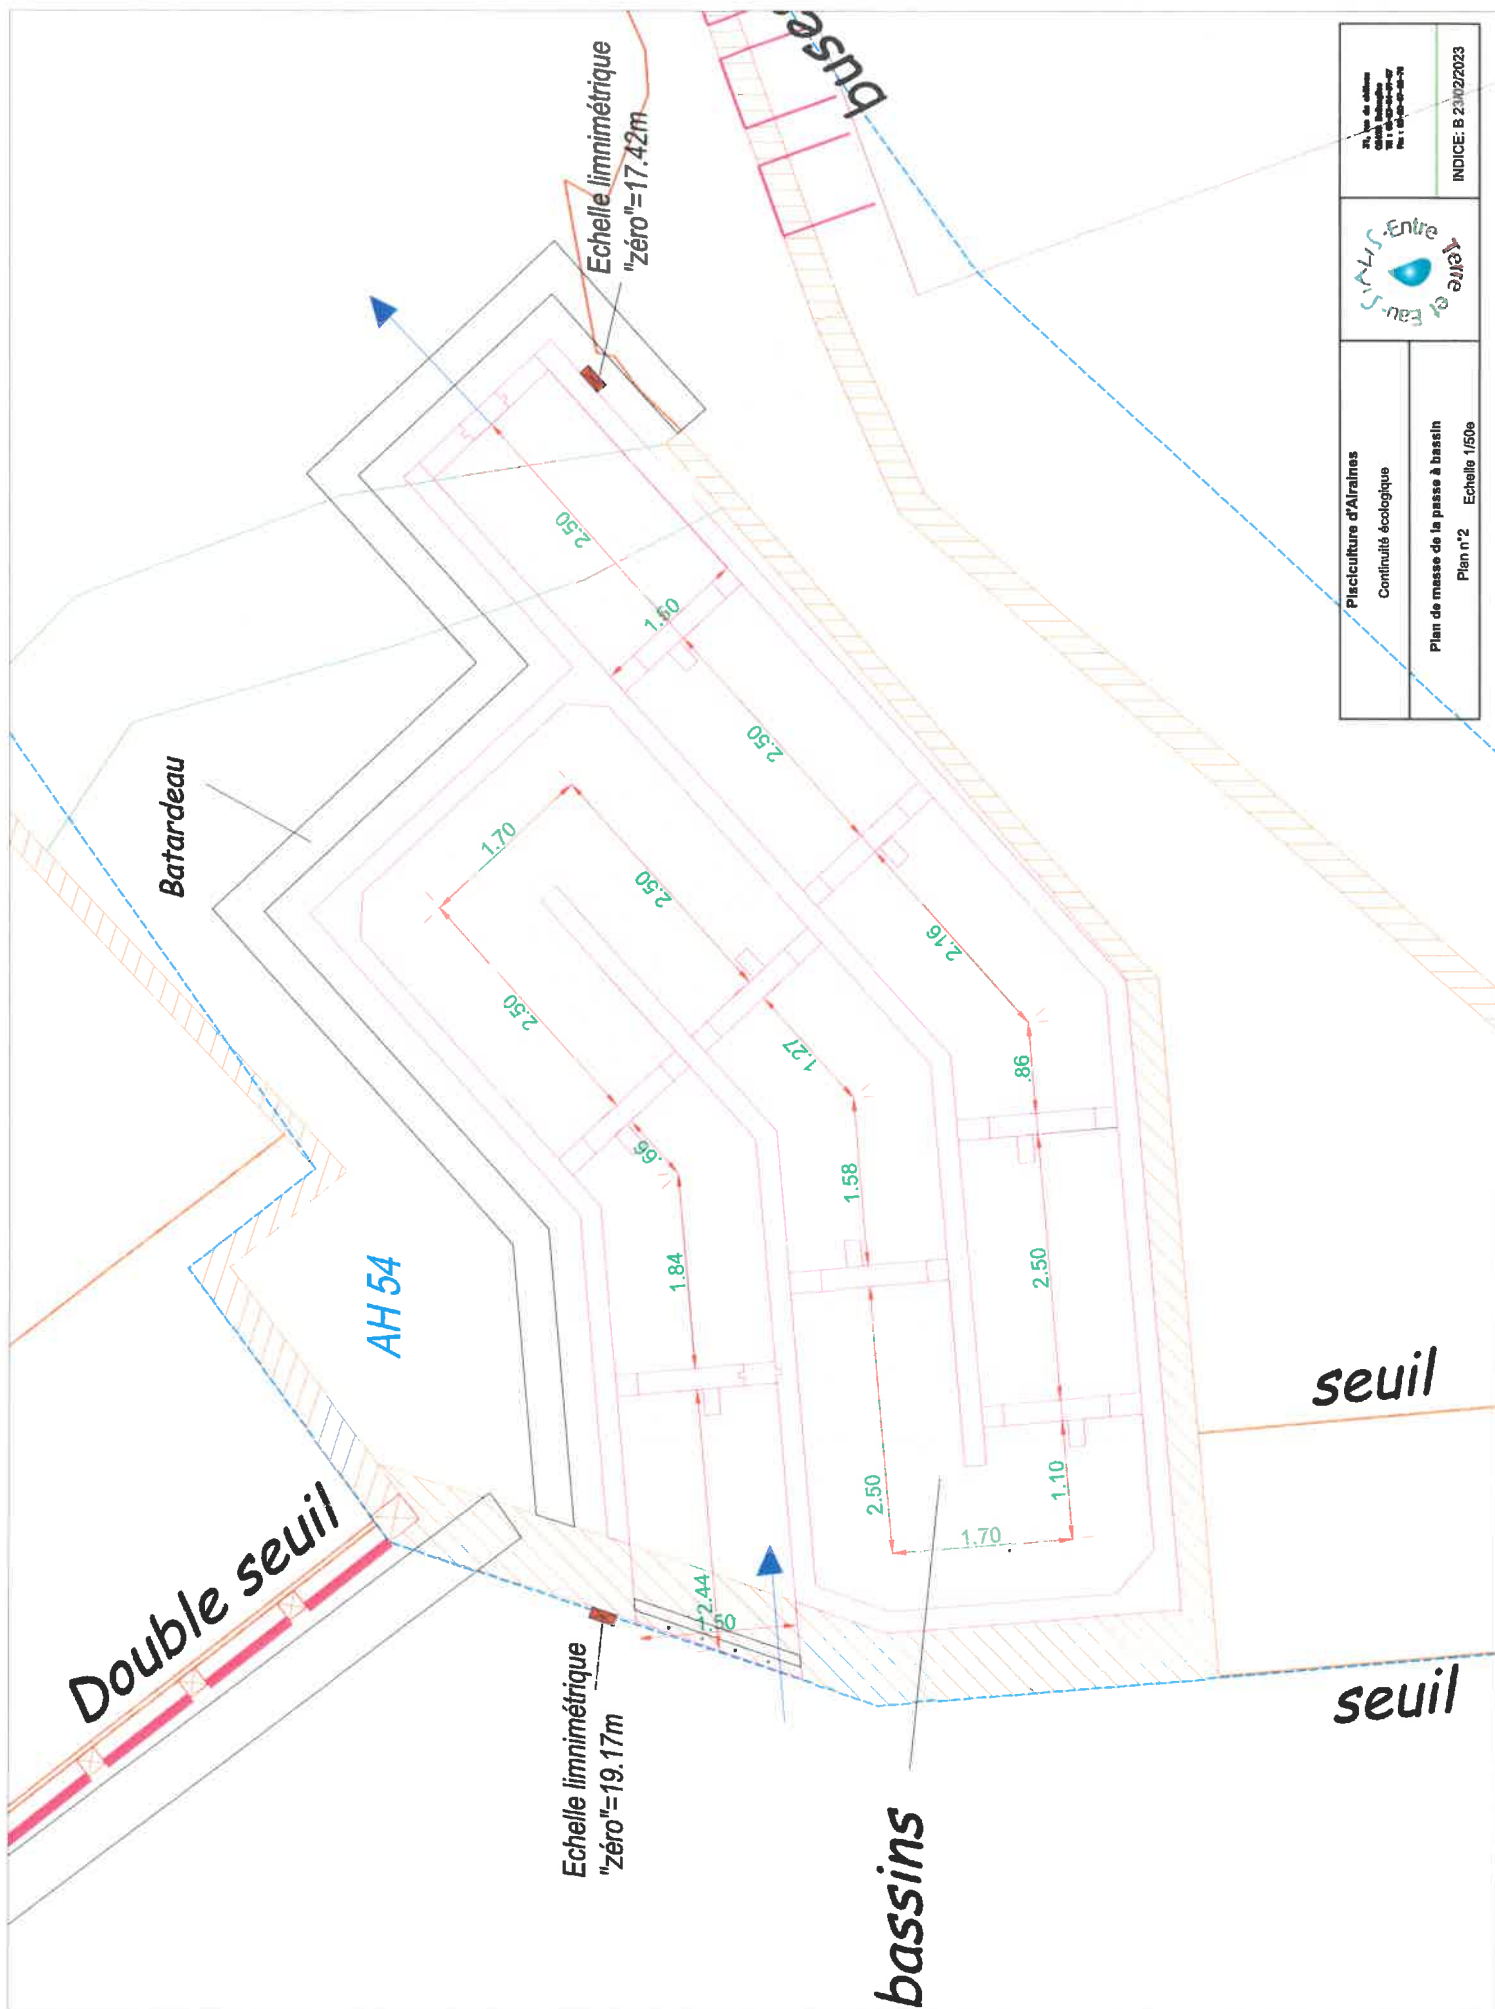 buse
Echelle limnimétrique
"zéro"=17.42m
Batardeau
2.50
1.50
2.50
1.70
2.50
2.50
2.16
1.27
.86
.66
1.58
1.84
2.50
AH 54
seuil
Double seuil
2.50
1.10
1.70
2.44
.50
Echelle limnimétrique
"zéro"=19.17m
seuil
bassins
Pisciculture d'Airaines
Continuité écologique
Plan de masse de la passe à bassin
Plan n°2 Echelle 1/50e
SIALIS-Entre Terre et Eau-
INDICE: B 23/02/2023